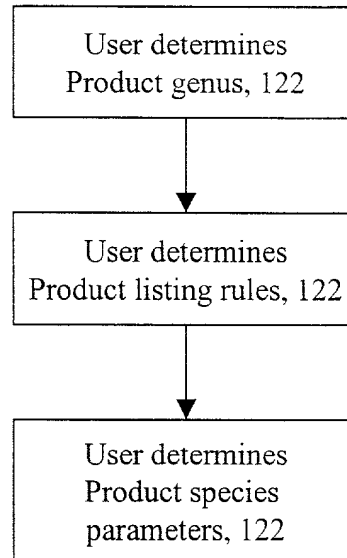 User determines
Product genus, 122
User determines
Product listing rules, 122
User determines
Product species
parameters, 122